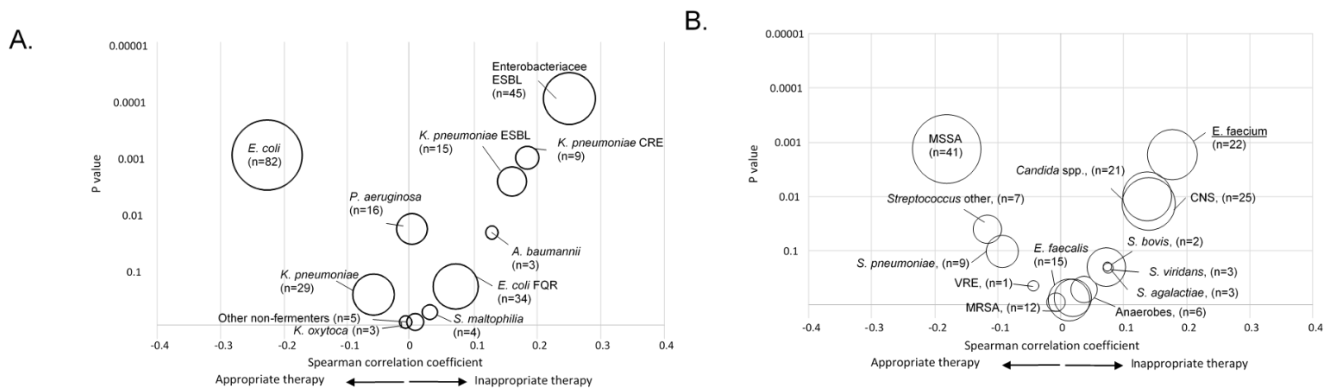 A.
0.00001
0.0001
0.001
0.01
0.1
P value
Enterobacteriacee
ESBL
(n=45)
K. pneumoniae ESBL
(n=15)
K. pneumoniae CRE
(n=9)
E. coli
(n=82)
P. aeruginosa
(n=16)
A. baumannii
(n=3)
K. pneumoniae
(n=29)
E. coli FQR
(n=34)
Other non-fermenters (n=5)
K. oxytoca (n=3)
S. maltophilia
(n=4)
-0.4 -0.3 -0.2 -0.1 0 0.1 0.2 0.3 0.4
Spearman correlation coefficient
Appropriate therapy Inappropriate therapy
B.
0.00001
0.0001
0.001
0.01
0.1
P value
MSSA
(n=41)
E. faecium
(n=22)
Candida spp., (n=21)
CNS, (n=25)
Streptococcus other, (n=7)
S. pneumoniae, (n=9)
E. faecalis
(n=15)
S. bovis, (n=2)
S. viridans, (n=3)
S. agalactiae, (n=3)
VRE, (n=1)
MRSA, (n=12)
Anaerobes, (n=6)
-0.4 -0.3 -0.2 -0.1 0 0.1 0.2 0.3 0.4
Spearman correlation coefficient
Appropriate therapy Inappropriate therapy